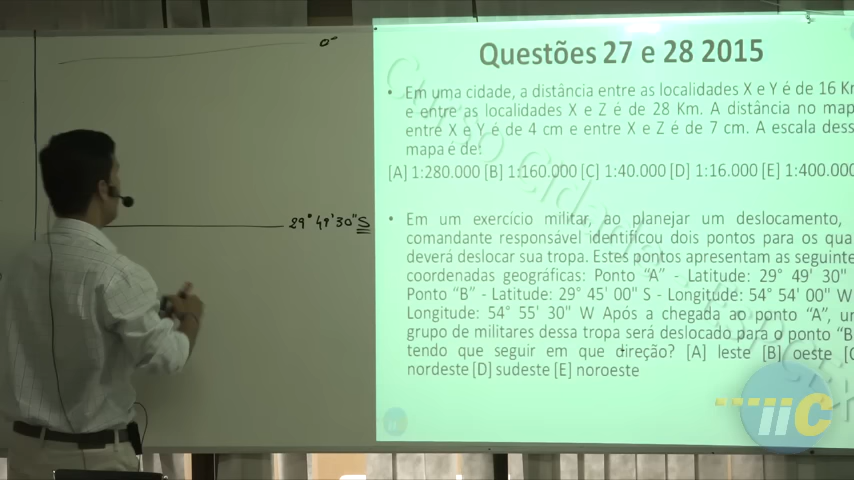 0°
29° 49' 30" S
Questões 27 e 28 2015
• Em uma cidade, a distância entre as localidades X e Y é de 16 K
e entre as localidades X e Z é de 28 Km. A distância no map
entre X e Y é de 4 cm e entre X e Z é de 7 cm. A escala dess
mapa é de:
[A] 1:280.000 [B] 1:160.000 [C] 1:40.000 [D] 1:16.000 [E] 1:400.000
• Em um exercício militar, ao planejar um deslocamento,
comandante responsável identificou dois pontos para os qua
deverá deslocar sua tropa. Estes pontos apresentam as seguinte
coordenadas geográficas: Ponto “A” - Latitude: 29° 49' 30"
Ponto “B” - Latitude: 29° 45' 00" S - Longitude: 54° 54' 00" W
Longitude: 54° 55' 30" W Após a chegada ao ponto “A”, u
grupo de militares dessa tropa será deslocado para o ponto “B
tendo que seguir em que direção? [A] leste [B] oeste [C
nordeste [D] sudeste [E] noroeste
iiC